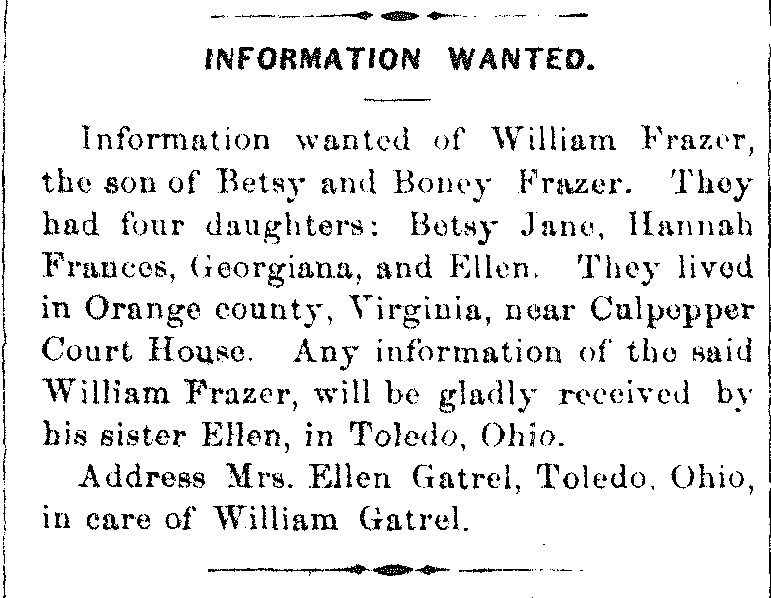 INFORMATION WANTED.
Information wanted of William Frazer,
the son of Betsy and Boney Frazer. They
had four daughters: Betsy Jane, Hannah
Frances, Georgiana, and Ellen. They lived
in Orange county, Virginia, near Culpepper
Court House. Any information of the said
William Frazer, will be gladly received by
his sister Ellen, in Toledo, Ohio.
Address Mrs. Ellen Gatrel, Toledo, Ohio,
in care of William Gatrel.